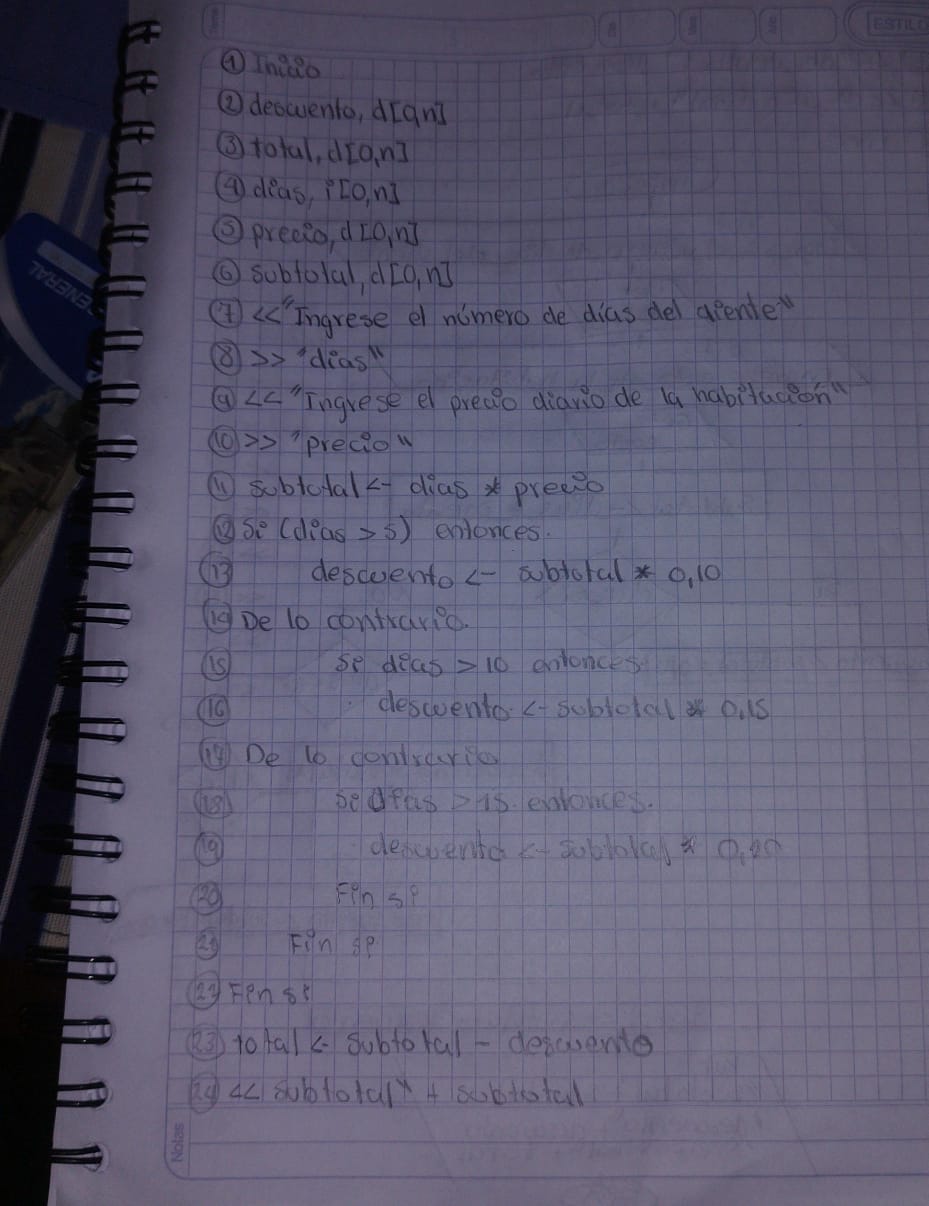 ESTILO
① Inicio
② descuento, d[0,n]
③ total, d[0,n]
④ días, i[0,n]
⑤ precio, d[0,n]
⑥ subtotal, d[0,n]
⑦ << "Ingrese el número de días del cliente"
⑧ >> "días"
⑨ << "Ingrese el precio diario de la habitación"
⑩ >> "precio"
⑪ subtotal <- días * precio
⑫ Si (días > 5) entonces.
⑬ descuento <- subtotal * 0,10
⑭ De lo contrario
⑮ si días > 10 entonces
⑯ descuento <- subtotal * 0,15
⑰ De lo contrario
⑱ si días > 15 entonces.
⑲ descuento <- subtotal * 0,20
⑳ Fin si
㉑ Fin si
㉒ Fin si
㉓ total <- subtotal - descuento
㉔ << subtotal" + subtotal
Notas
GENERAL